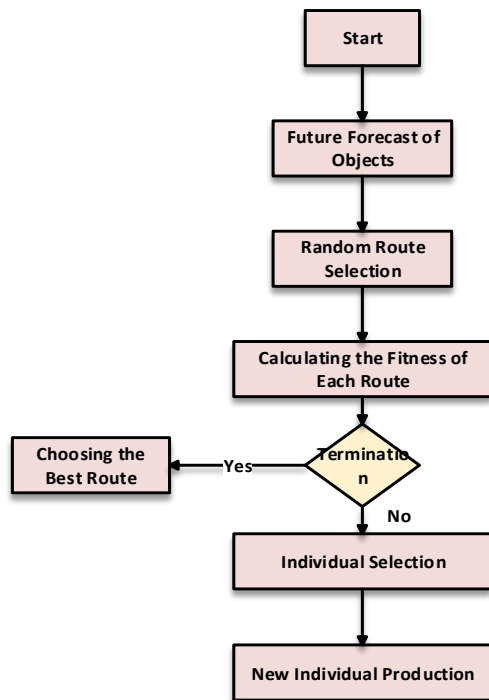 Start
Future Forecast of
Objects
Random Route
Selection
Calculating the Fitness of
Each Route
Terminatio
n
Yes
Choosing the
Best Route
No
Individual Selection
New Individual Production